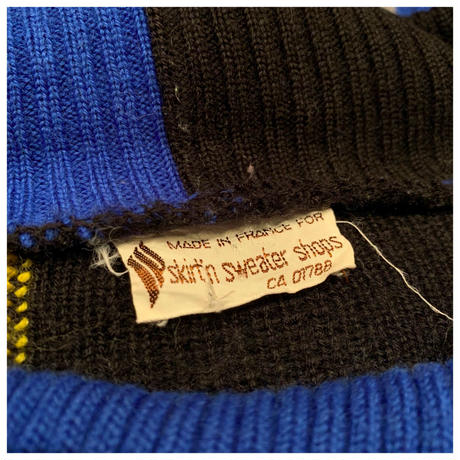 MADE IN FRANCE FOR
skirt'n sweater shops
CA 01788